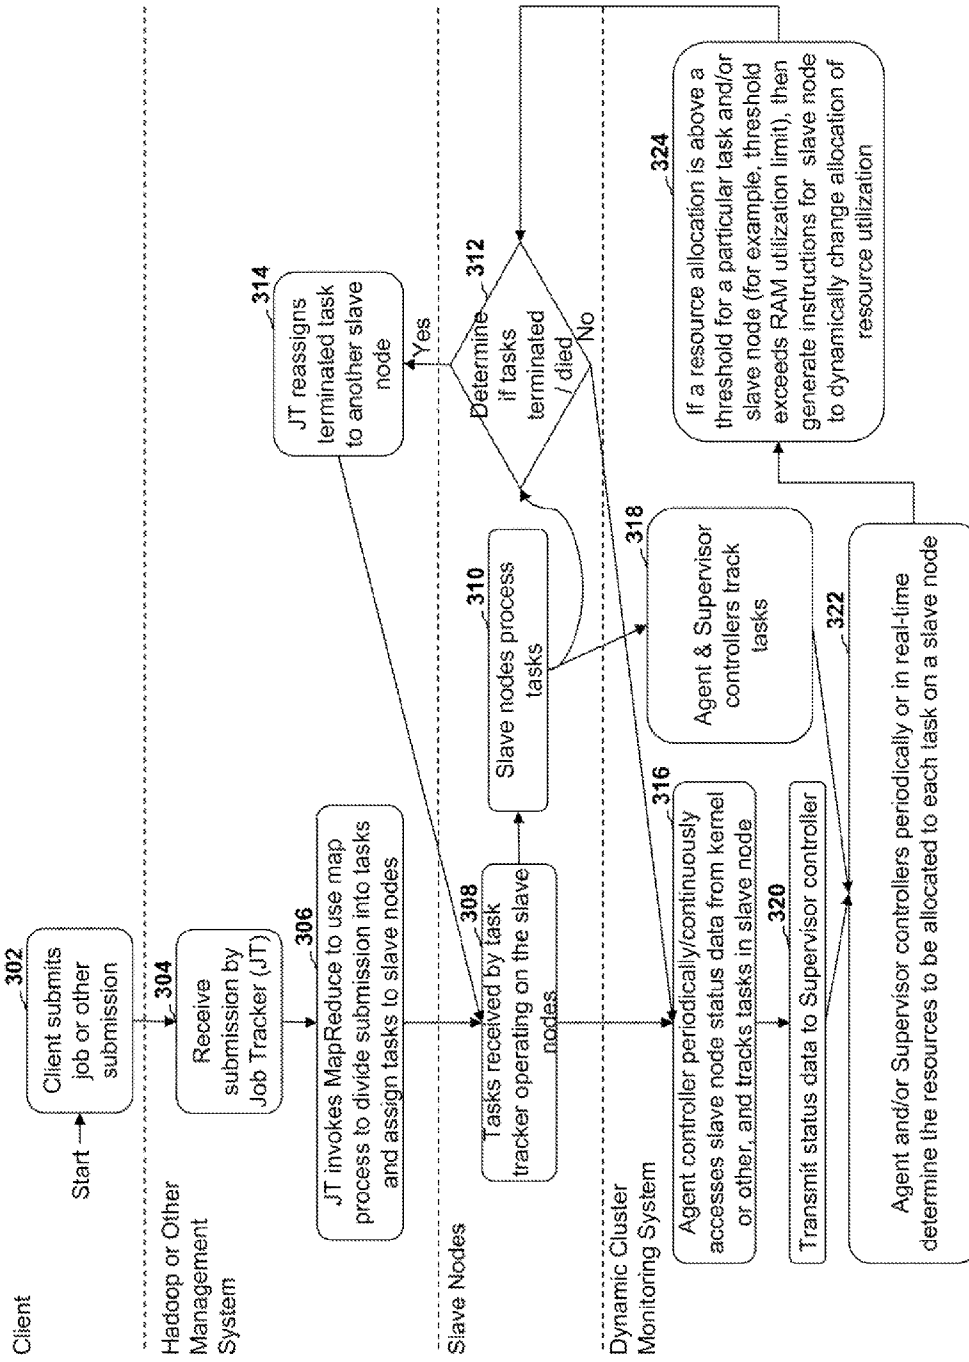 Client
Start
302
Client submits
job or other
submission
Hadoop or Other
Management
System
304
Receive
submission by
Job Tracker (JT)
306
JT invokes MapReduce to use map
process to divide submission into tasks
and assign tasks to slave nodes
314
JT reassigns
terminated task
to another slave
node
Slave Nodes
308
Tasks received by task
tracker operating on the slave
nodes
310
Slave nodes process
tasks
312
Determine
if tasks
terminated
/ died
Yes
No
Dynamic Cluster
Monitoring System
316
Agent controller periodically/continuously
accesses slave node status data from kernel
or other, and tracks tasks in slave node
318
Agent & Supervisor
controllers track
tasks
320
Transmit status data to Supervisor controller
322
Agent and/or Supervisor controllers periodically or in real-time
determine the resources to be allocated to each task on a slave node
324
If a resource allocation is above a
threshold for a particular task and/or
slave node (for example, threshold
exceeds RAM utilization limit), then
generate instructions for slave node
to dynamically change allocation of
resource utilization